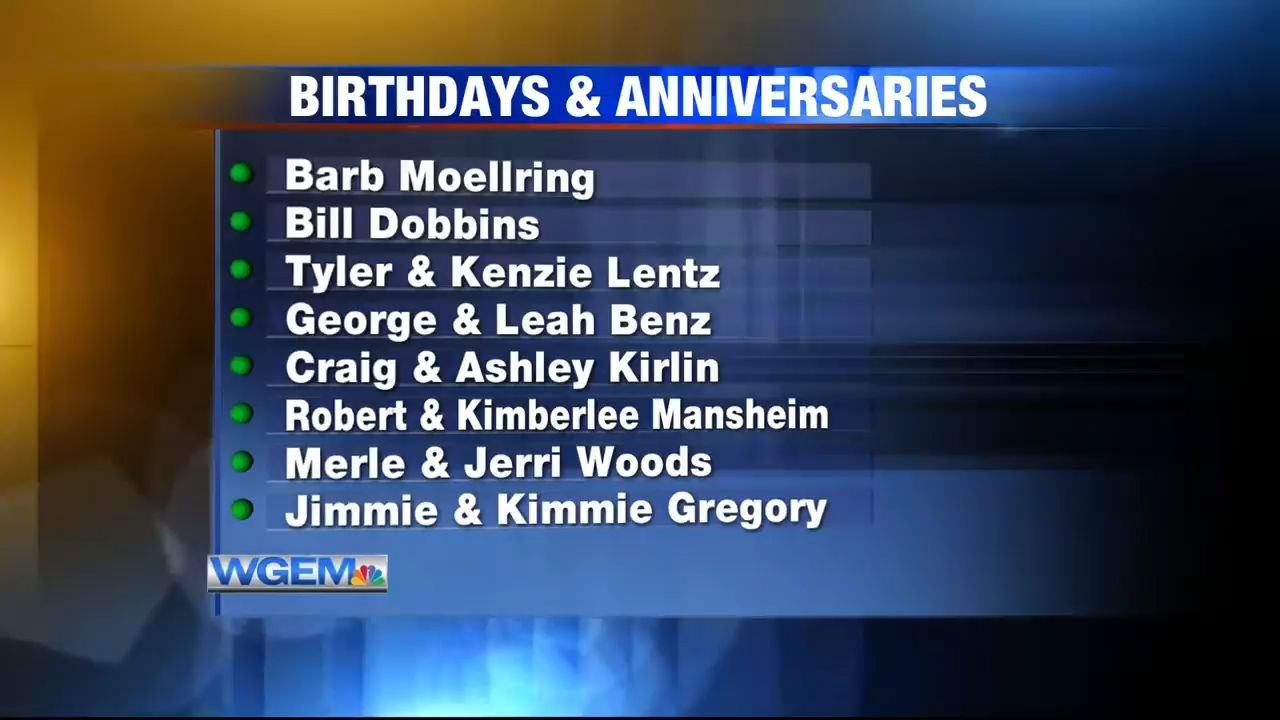 BIRTHDAYS & ANNIVERSARIES
Barb Moellring
Bill Dobbins
Tyler & Kenzie Lentz
George & Leah Benz
Craig & Ashley Kirlin
Robert & Kimberlee Mansheim
Merle & Jerri Woods
Jimmie & Kimmie Gregory
WGEM